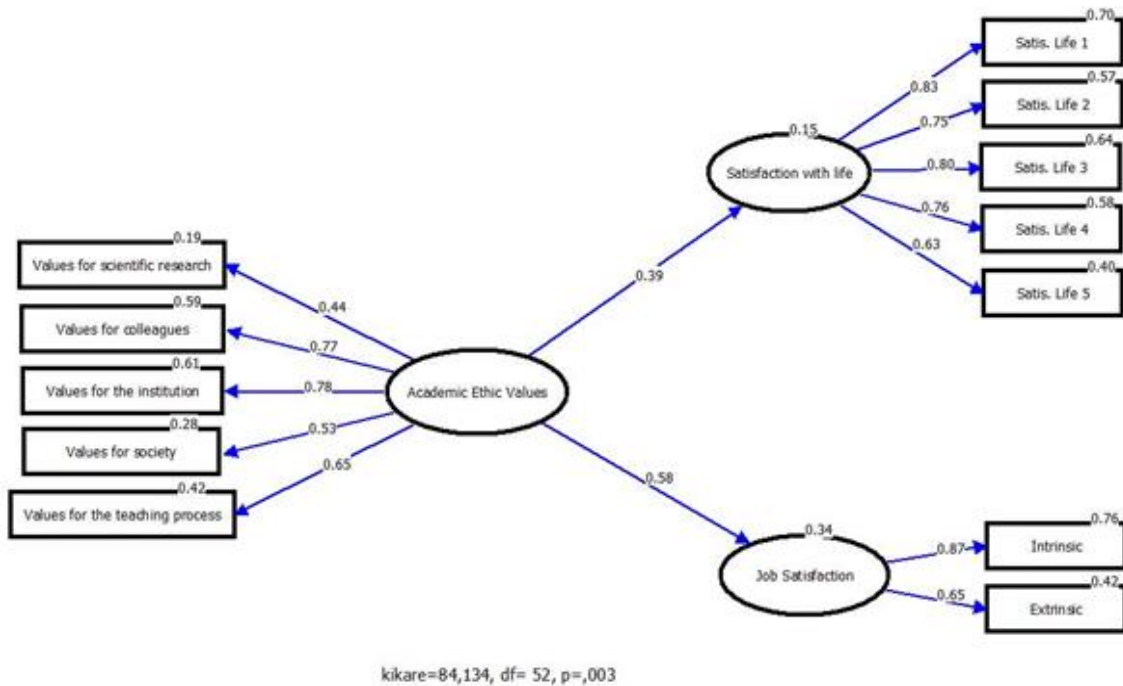 0.70
Satis. Life 1
0.83
0.57
Satis. Life 2
0.75
0.15
0.64
Satisfaction with life
0.80
Satis. Life 3
0.76
0.58
Satis. Life 4
0.63
0.40
Satis. Life 5
0.19
Values for scientific research
0.39
0.44
0.59
Values for colleagues
0.77
0.61
Values for the institution
0.78
Academic Ethic Values
0.28
Values for society
0.53
0.65
0.42
Values for the teaching process
0.58
0.34
Job Satisfaction
0.76
0.87
Intrinsic
0.42
0.65
Extrinsic
kikare=84,134, df= 52, p=,003